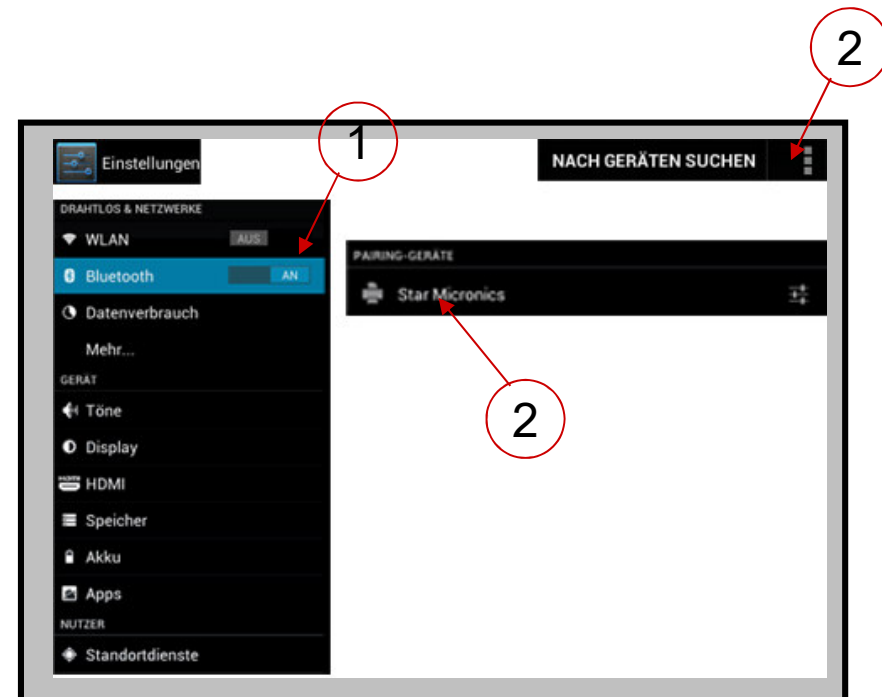 2
1
Einstellungen
NACH GERÄTEN SUCHEN
DRAHTLOS & NETZWERKE
WLAN AUS
Bluetooth AN
Datenverbrauch
Mehr...
GERÄT
Töne
Display
HDMI
Speicher
Akku
Apps
NUTZER
Standortdienste
PAIRING-GERÄTE
Star Micronics
2